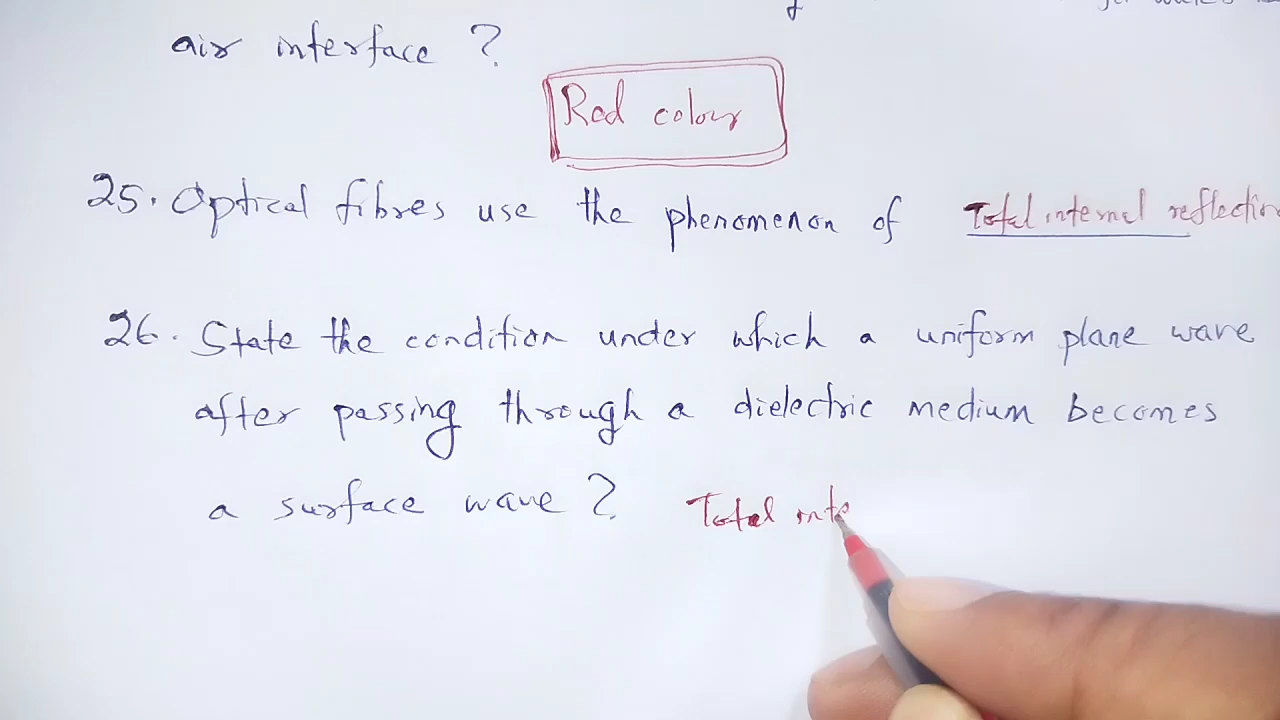 air interface ?
Red colour
25. Optical fibres use the phenomenon of Total internal reflection
26. State the condition under which a uniform plane wave
after passing through a dielectric medium becomes
a surface wave ? Total inte